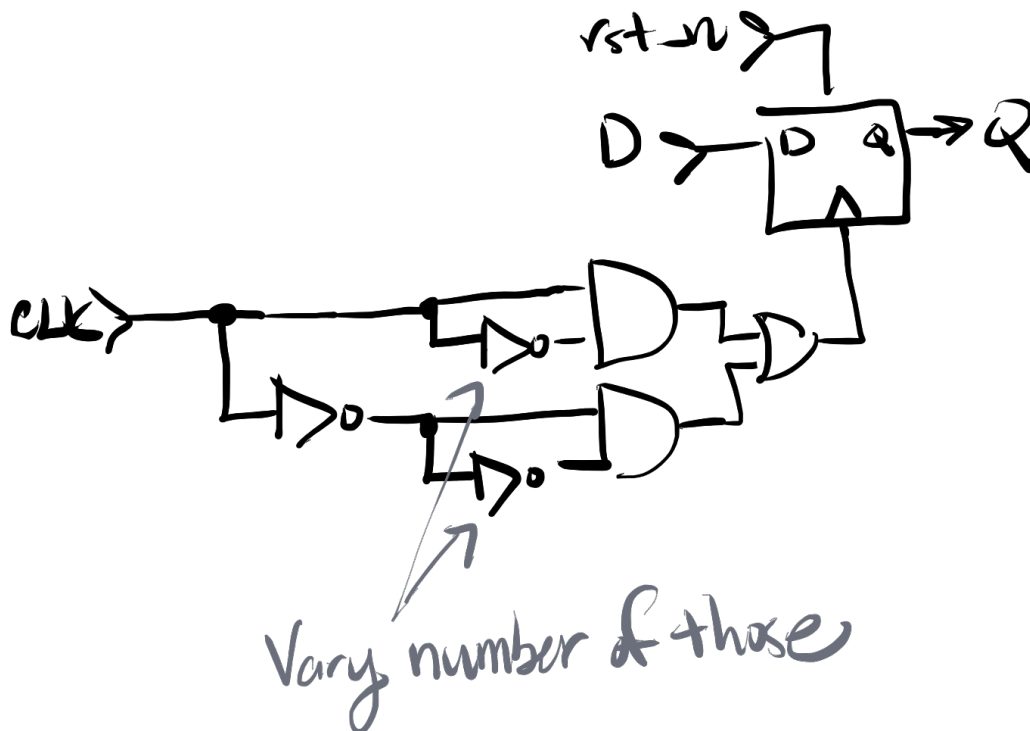 rst_n
D
D Q
Q
CLK
Vary number of those